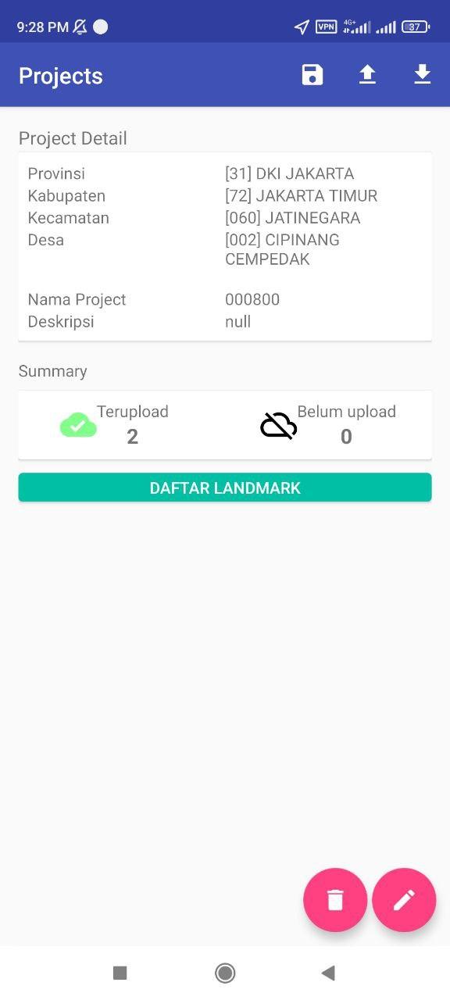 9:28 PM VPN 4G+ 37
Projects
Project Detail
Provinsi [31] DKI JAKARTA
Kabupaten [72] JAKARTA TIMUR
Kecamatan [060] JATINEGARA
Desa [002] CIPINANG
CEMPEDAK
Nama Project 000800
Deskripsi null
Summary
Terupload Belum upload
2 0
DAFTAR LANDMARK